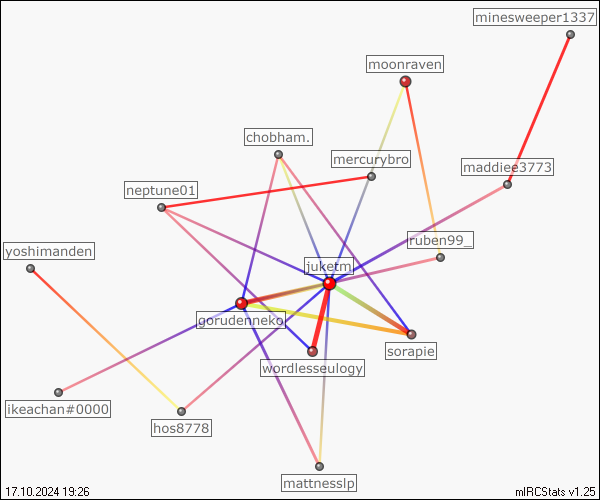 minesweeper1337
moonraven
chobham.
mercurybro
maddiee3773
neptune01
ruben99_
yoshimanden
juketm
gorudenneko
sorapie
wordlesseulogy
ikeachan#0000
hos8778
mattnesslp
17.10.2024 19:26
mIRCStats v1.25